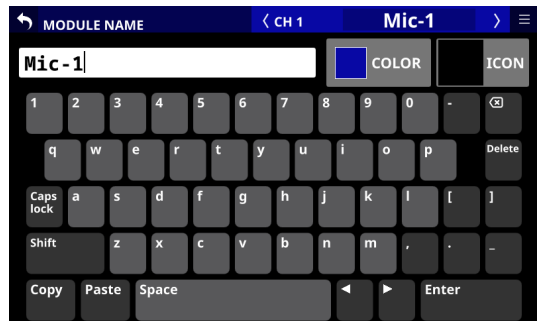 MODULE NAME CH 1 Mic-1
Mic-1 COLOR ICON
1 2 3 4 5 6 7 8 9 0 -
q w e r t y u i o p Delete
Caps lock a s d f g h j k l [ ]
Shift z x c v b n m , . _
Copy Paste Space Enter